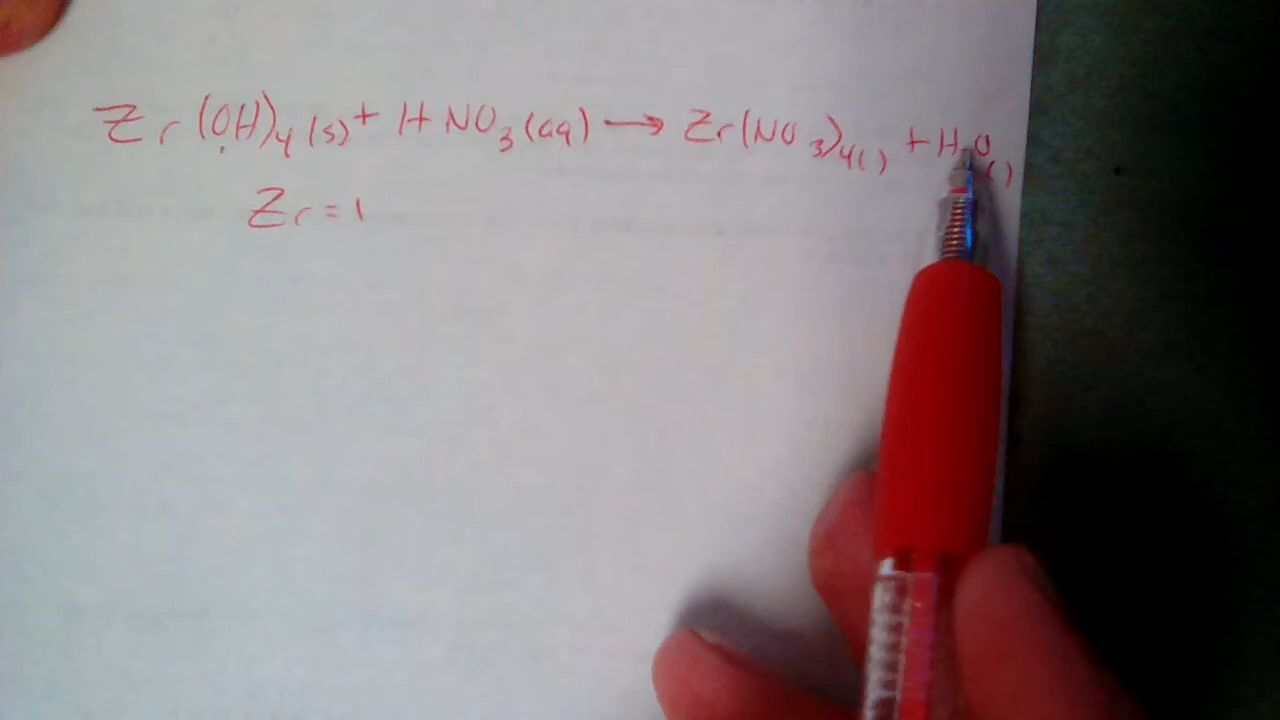 Zr(OH)4(s) + HNO3(aq) → Zr(NO3)4() + H2O()
Zr = 1